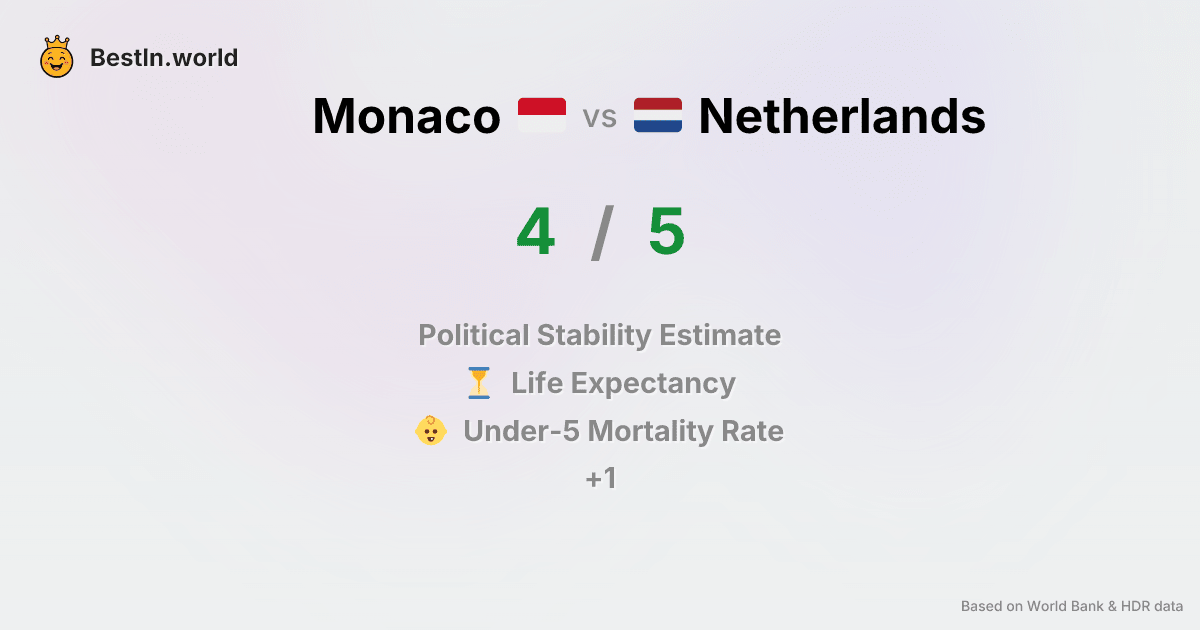 BestIn.world
Monaco vs Netherlands
4 / 5
Political Stability Estimate
Life Expectancy
Under-5 Mortality Rate
+1
Based on World Bank & HDR data